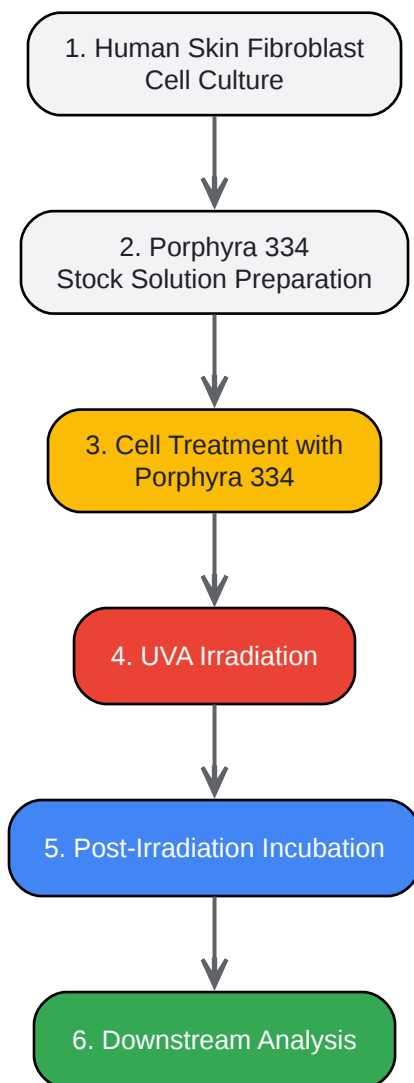 1. Human Skin Fibroblast
Cell Culture
2. Porphyra 334
Stock Solution Preparation
3. Cell Treatment with
Porphyra 334
4. UVA Irradiation
5. Post-Irradiation Incubation
6. Downstream Analysis